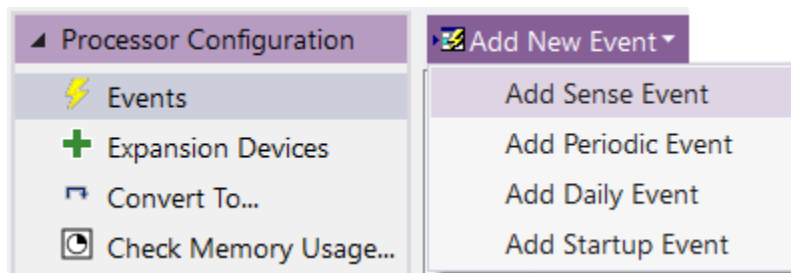 Processor Configuration
Events
Expansion Devices
Convert To...
Check Memory Usage...
Add New Event
Add Sense Event
Add Periodic Event
Add Daily Event
Add Startup Event